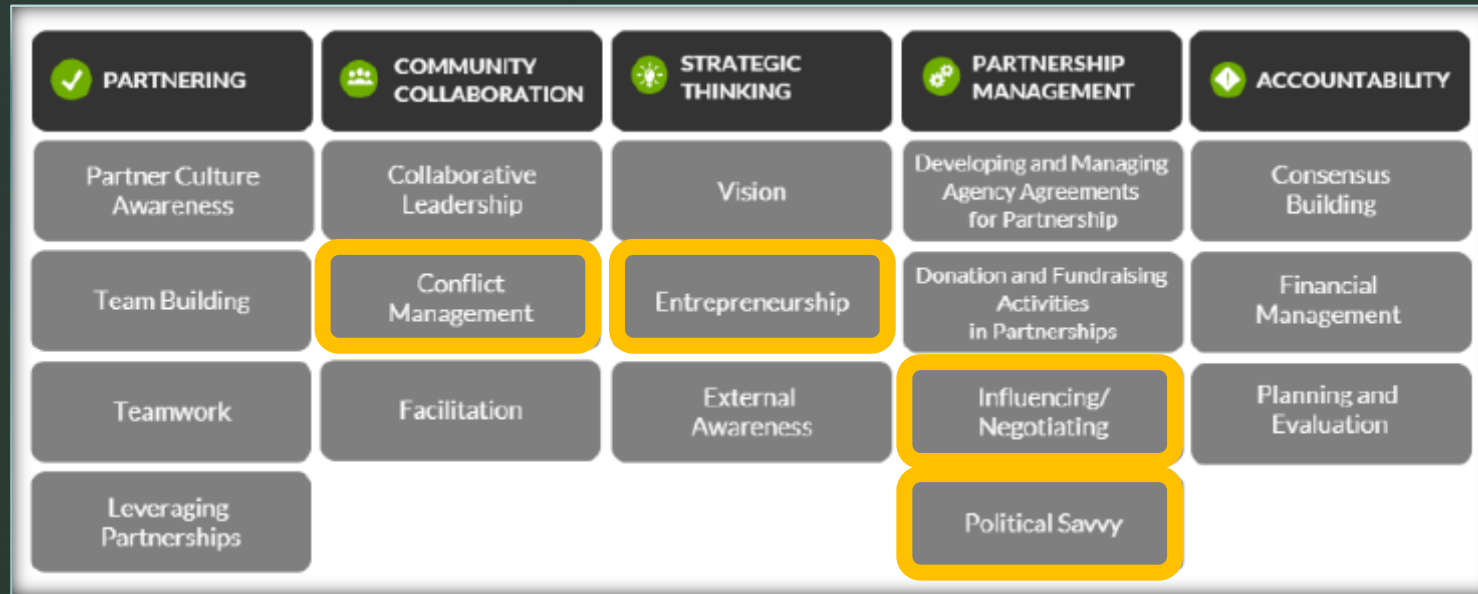 PARTNERING
COMMUNITY
COLLABORATION
STRATEGIC
THINKING
PARTNERSHIP
MANAGEMENT
ACCOUNTABILITY
Partner Culture
Awareness
Collaborative
Leadership
Vision
Developing and Managing
Agency Agreements
for Partnership
Consensus
Building
Team Building
Conflict
Management
Entrepreneurship
Donation and Fundraising
Activities
in Partnerships
Financial
Management
Teamwork
Facilitation
External
Awareness
Influencing/
Negotiating
Planning and
Evaluation
Leveraging
Partnerships
Political Savvy